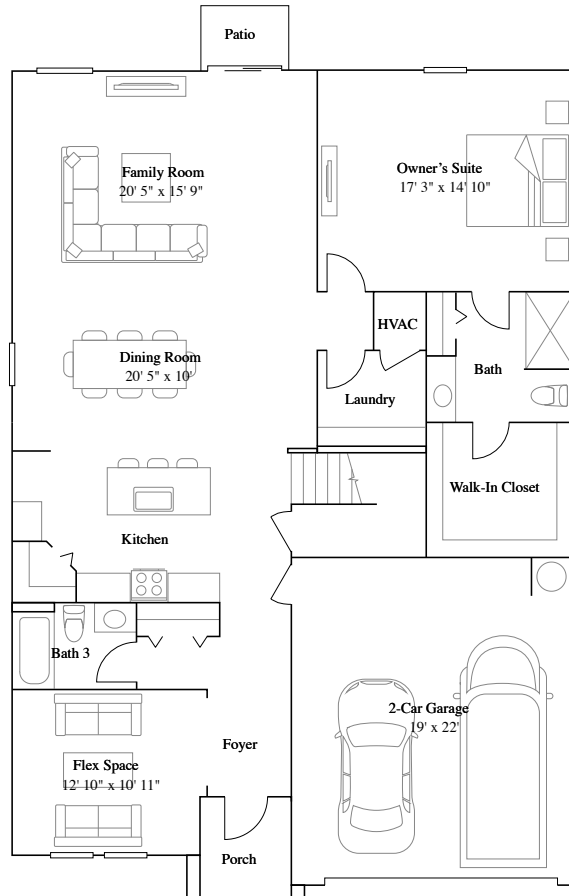 Patio
Family Room
20' 5" x 15' 9"
Owner’s Suite
17' 3" x 14' 10"
HVAC
Dining Room
20' 5" x 10'
Bath
Laundry
Walk-In Closet
Kitchen
Bath 3
2-Car Garage
19' x 22'
Foyer
Flex Space
12' 10" x 10' 11"
Porch